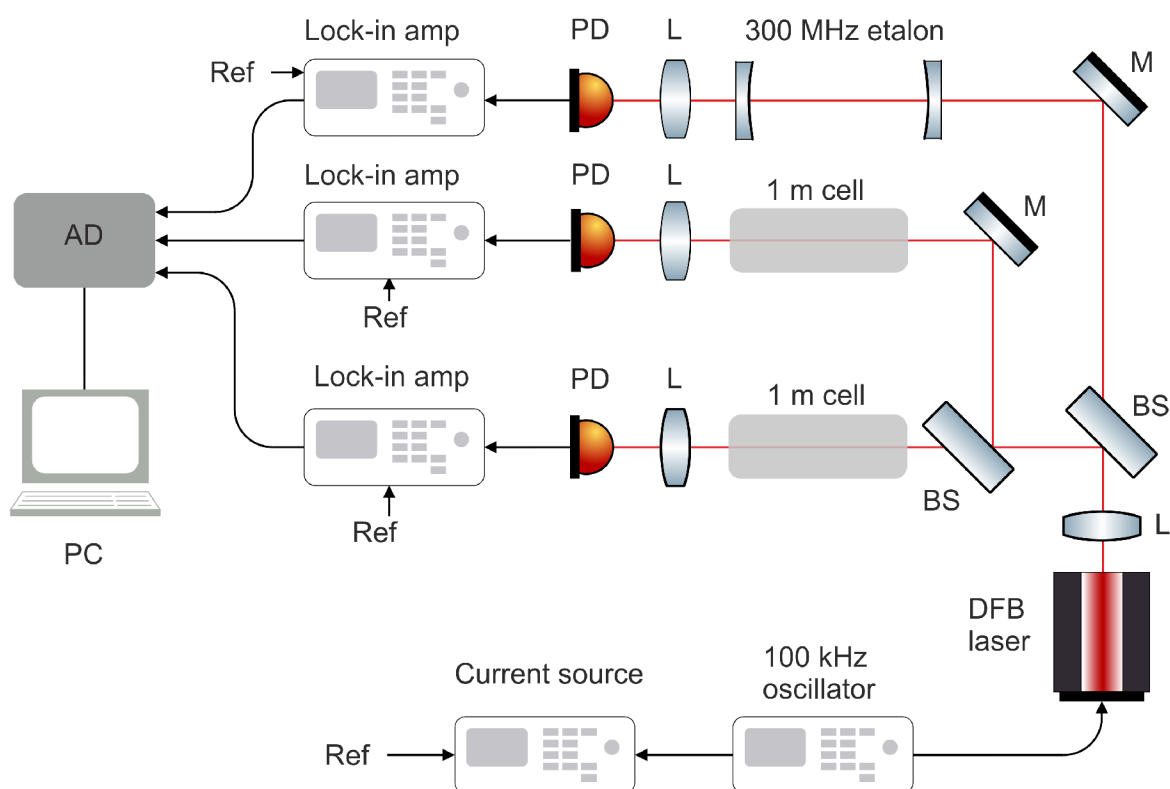 Lock-in amp
PD
L
300 MHz etalon
M
Ref
Lock-in amp
PD
L
1 m cell
M
AD
Ref
Lock-in amp
PD
L
1 m cell
BS
BS
Ref
PC
L
DFB
laser
Current source
100 kHz
oscillator
Ref